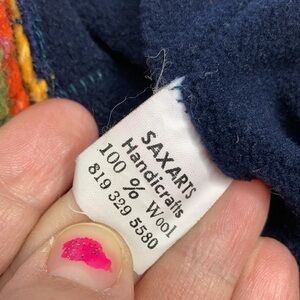 SAXARTS
Handicrafts
100 % Wool
819 329 5580